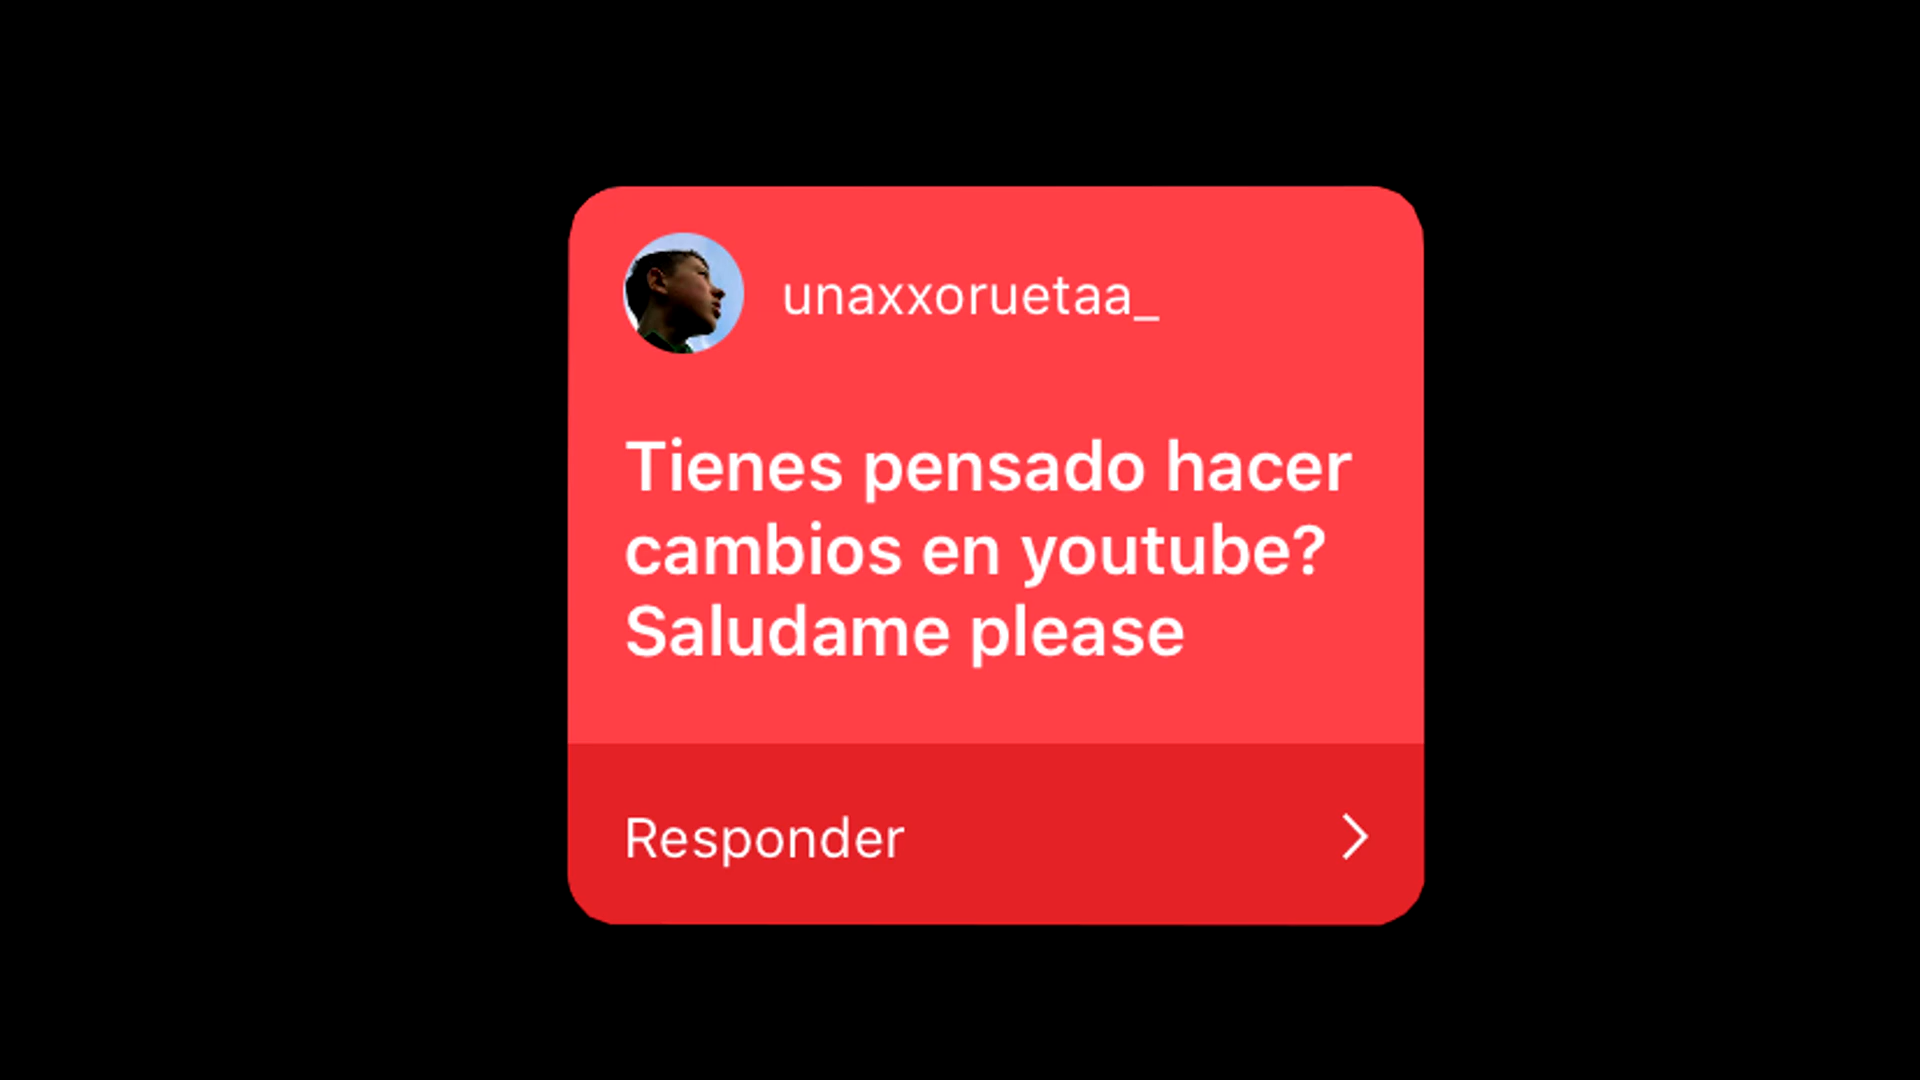 unaxxoruetaa_
Tienes pensado hacer
cambios en youtube?
Saludame please
Responder